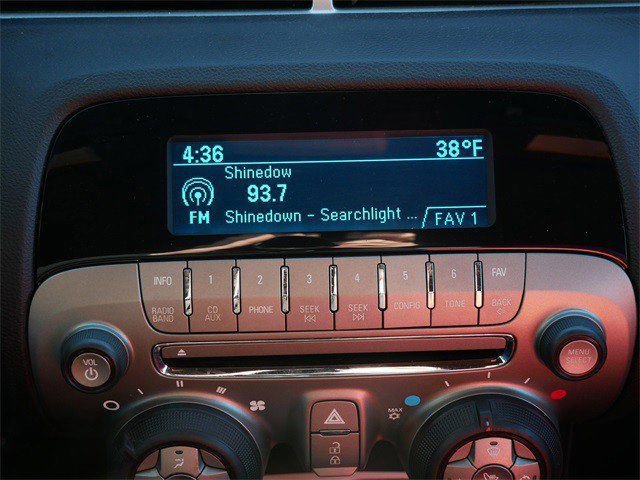 4:36 38°F
Shinedow
93.7
FM Shinedown - Searchlight ... FAV 1
INFO 1 2 3 4 5 6 FAV
RADIO BAND CD AUX PHONE SEEK SEEK CONFIG TONE BACK
VOL
MENU SELECT
MAX